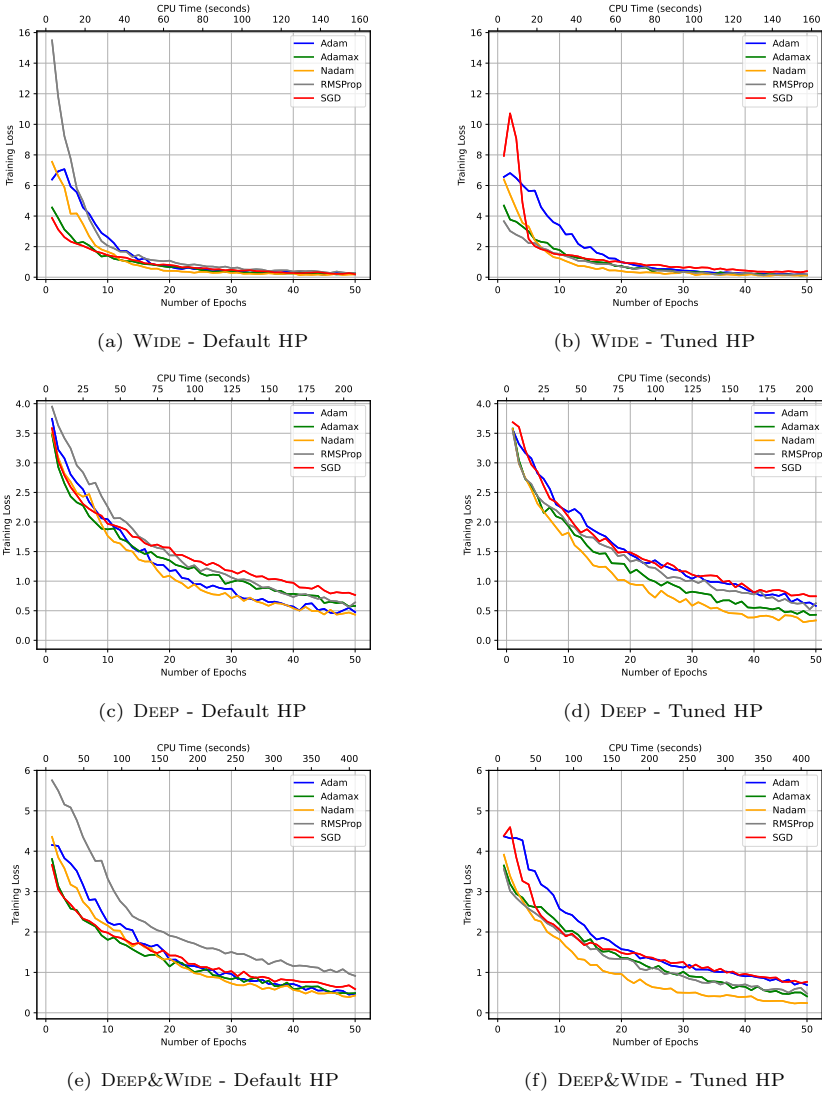 CPU Time (seconds)
0 20 40 60 80 100 120 140 160
16
14
12
10
8
6
4
2
0
Training Loss
Adam
Adamax
Nadam
RMSProp
SGD
0 10 20 30 40 50
Number of Epochs
(a) WIDE - Default HP
CPU Time (seconds)
0 20 40 60 80 100 120 140 160
16
14
12
10
8
6
4
2
0
Training Loss
Adam
Adamax
Nadam
RMSProp
SGD
0 10 20 30 40 50
Number of Epochs
(b) WIDE - Tuned HP
CPU Time (seconds)
0 25 50 75 100 125 150 175 200
4.0
3.5
3.0
2.5
2.0
1.5
1.0
0.5
0.0
Training Loss
Adam
Adamax
Nadam
RMSProp
SGD
0 10 20 30 40 50
Number of Epochs
(c) DEEP - Default HP
CPU Time (seconds)
0 25 50 75 100 125 150 175 200
4.0
3.5
3.0
2.5
2.0
1.5
1.0
0.5
0.0
Training Loss
Adam
Adamax
Nadam
RMSProp
SGD
0 10 20 30 40 50
Number of Epochs
(d) DEEP - Tuned HP
CPU Time (seconds)
0 50 100 150 200 250 300 350 400
6
5
4
3
2
1
0
Training Loss
Adam
Adamax
Nadam
RMSProp
SGD
0 10 20 30 40 50
Number of Epochs
(e) DEEP&WIDE - Default HP
CPU Time (seconds)
0 50 100 150 200 250 300 350 400
6
5
4
3
2
1
0
Training Loss
Adam
Adamax
Nadam
RMSProp
SGD
0 10 20 30 40 50
Number of Epochs
(f) DEEP&WIDE - Tuned HP